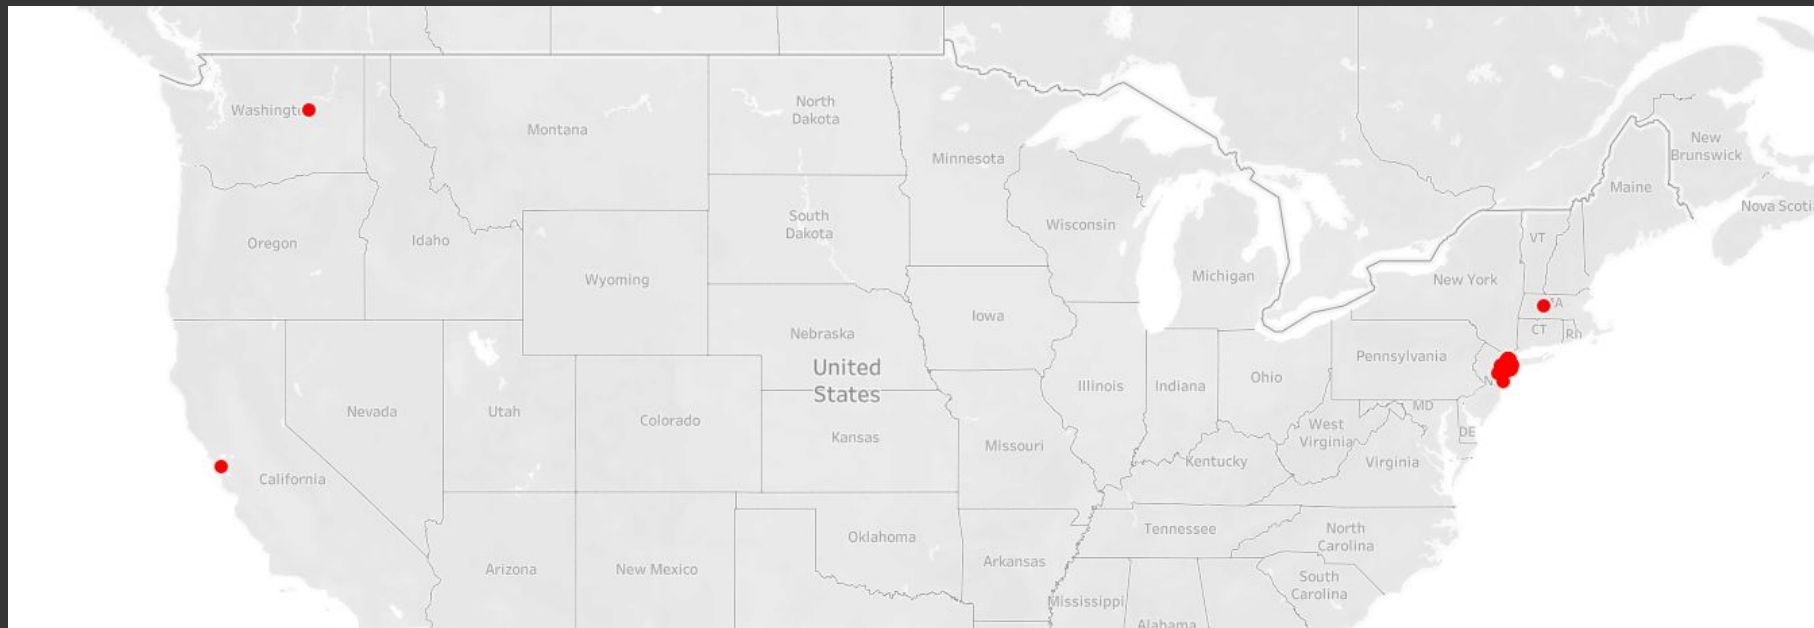 Washingt
North
Dakota
Montana
Minnesota
New
Brunswick
Maine
Nova Scoti
South
Dakota
Wisconsin
VT
Oregon
Idaho
Wyoming
Michigan
New York
Iowa
CT
RI
Nebraska
Pennsylvania
United
States
Illinois
Indiana
Ohio
Nevada
Utah
Colorado
MD
Kansas
West
Virginia
DE
Missouri
Kentucky
Virginia
California
Tennessee
North
Carolina
Oklahoma
Arkansas
Arizona
New Mexico
South
Carolina
Mississippi
Alabama